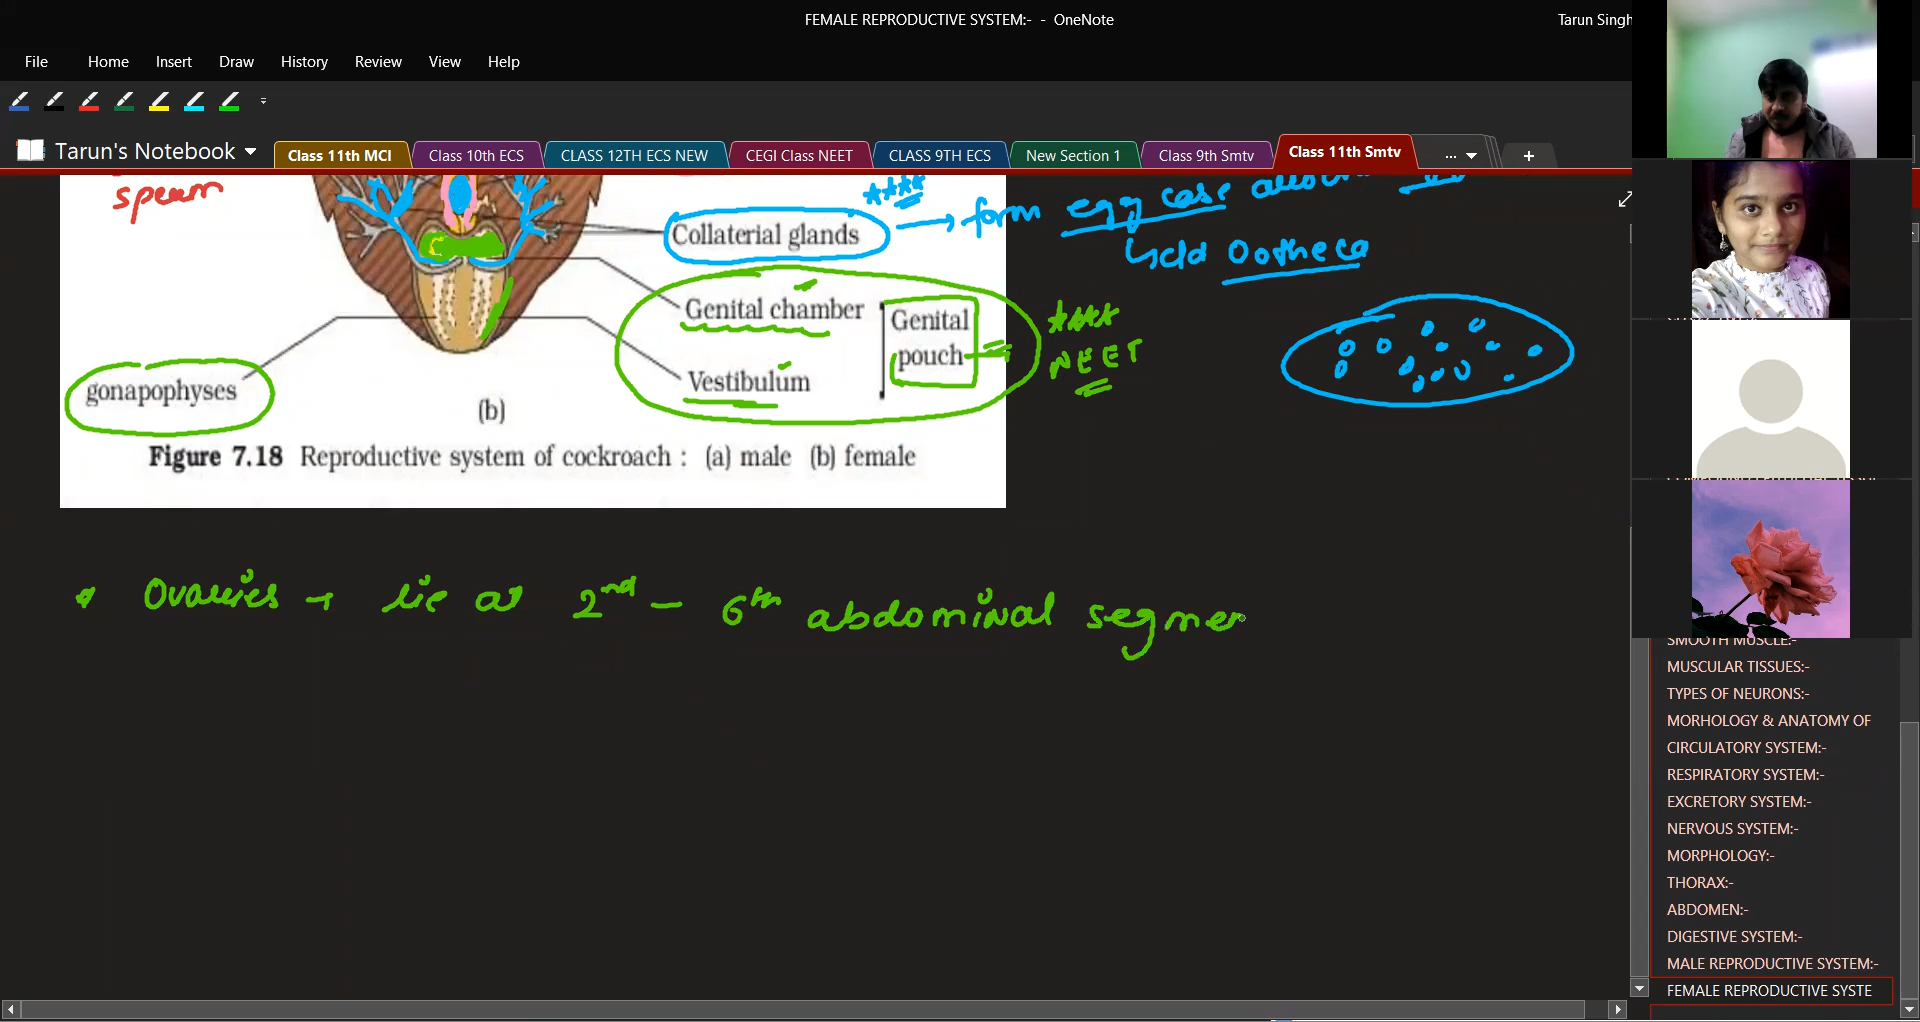 FEMALE REPRODUCTIVE SYSTEM:- - OneNote
Tarun Singh
File Home Insert Draw History Review View Help
Tarun's Notebook
Class 11th MCI
Class 10th ECS
CLASS 12TH ECS NEW
CEGI Class NEET
CLASS 9TH ECS
New Section 1
Class 9th Smtv
Class 11th Smtv
...
+
sperm
Collaterial glands
**** → form egg case
Ootheca
Genital chamber
Genital
pouch
Vestibulum
***
NEET
gonapophyses
(b)
Figure 7.18 Reproductive system of cockroach : (a) male (b) female
* Ovaries → lie at 2nd - 6th abdominal segmen
SMOOTH MUSCLE:-
MUSCULAR TISSUES:-
TYPES OF NEURONS:-
MORHOLOGY & ANATOMY OF
CIRCULATORY SYSTEM:-
RESPIRATORY SYSTEM:-
EXCRETORY SYSTEM:-
NERVOUS SYSTEM:-
MORPHOLOGY:-
THORAX:-
ABDOMEN:-
DIGESTIVE SYSTEM:-
MALE REPRODUCTIVE SYSTEM:-
FEMALE REPRODUCTIVE SYSTE